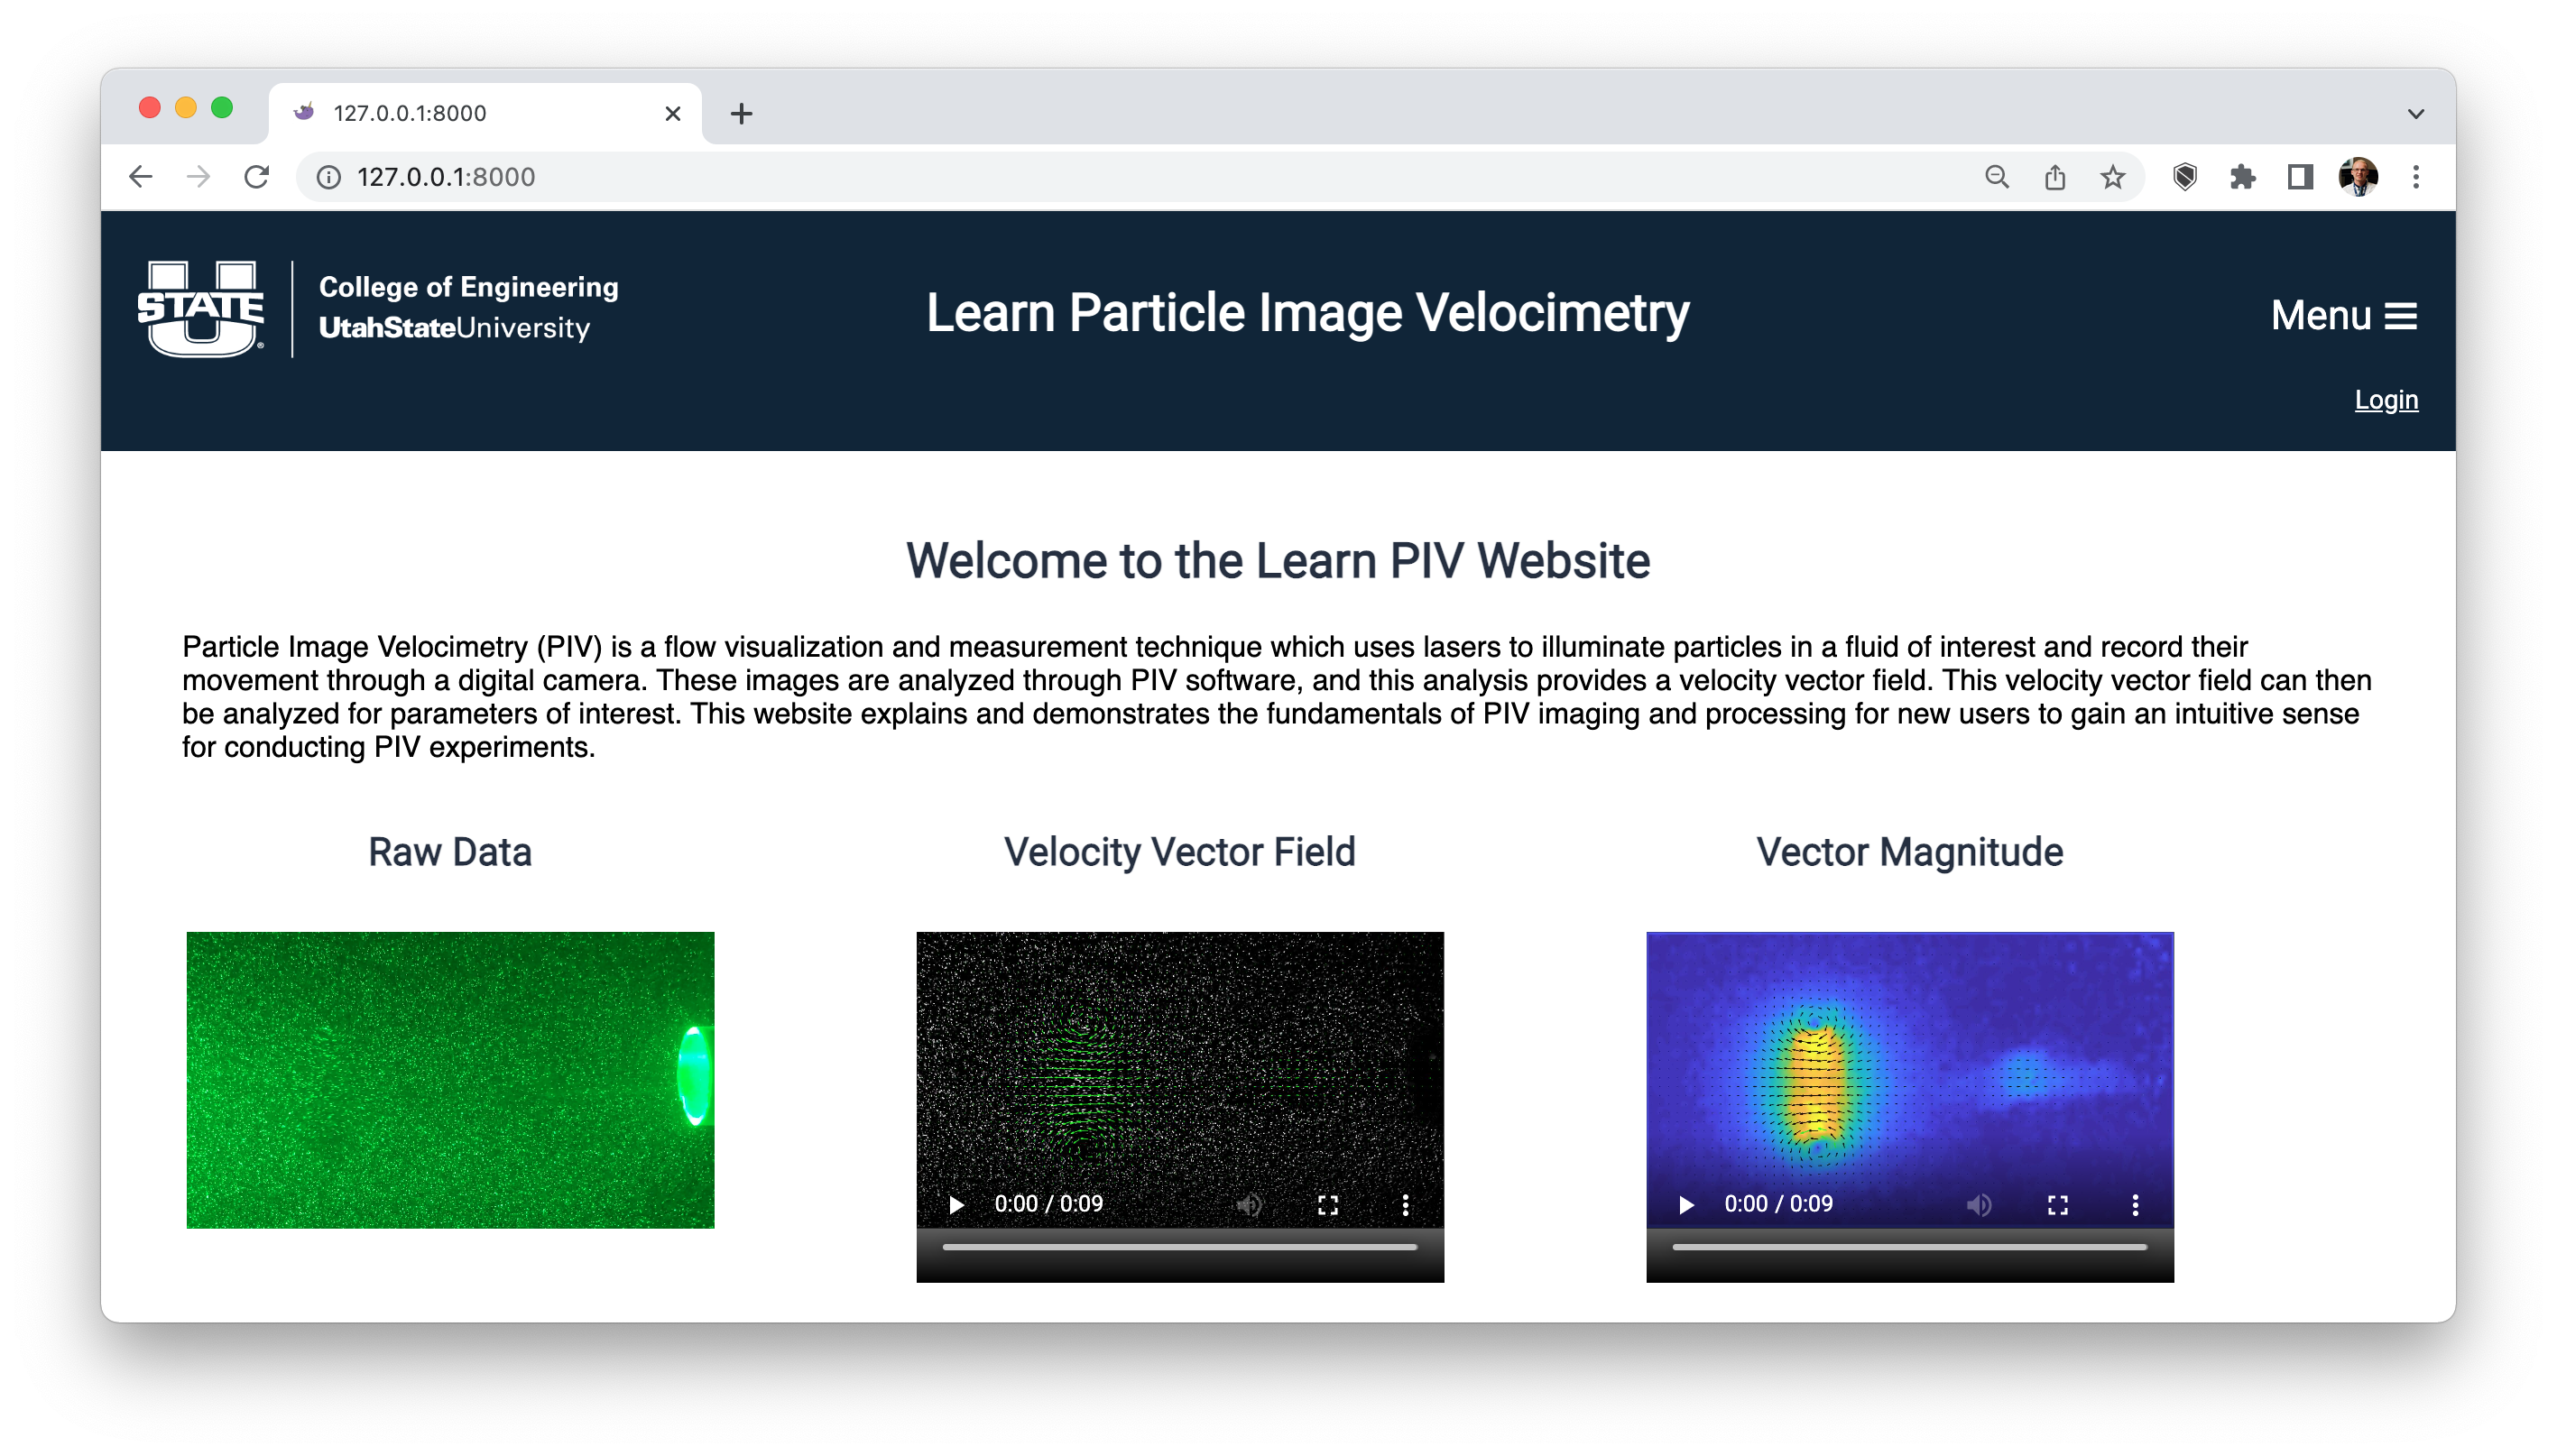 127.0.0.1:8000
127.0.0.1:8000
STATE
College of Engineering
UtahStateUniversity
Learn Particle Image Velocimetry
Menu
Login
Welcome to the Learn PIV Website
Particle Image Velocimetry (PIV) is a flow visualization and measurement technique which uses lasers to illuminate particles in a fluid of interest and record their
movement through a digital camera. These images are analyzed through PIV software, and this analysis provides a velocity vector field. This velocity vector field can then
be analyzed for parameters of interest. This website explains and demonstrates the fundamentals of PIV imaging and processing for new users to gain an intuitive sense
for conducting PIV experiments.
Raw Data
Velocity Vector Field
Vector Magnitude
0:00 / 0:09
0:00 / 0:09